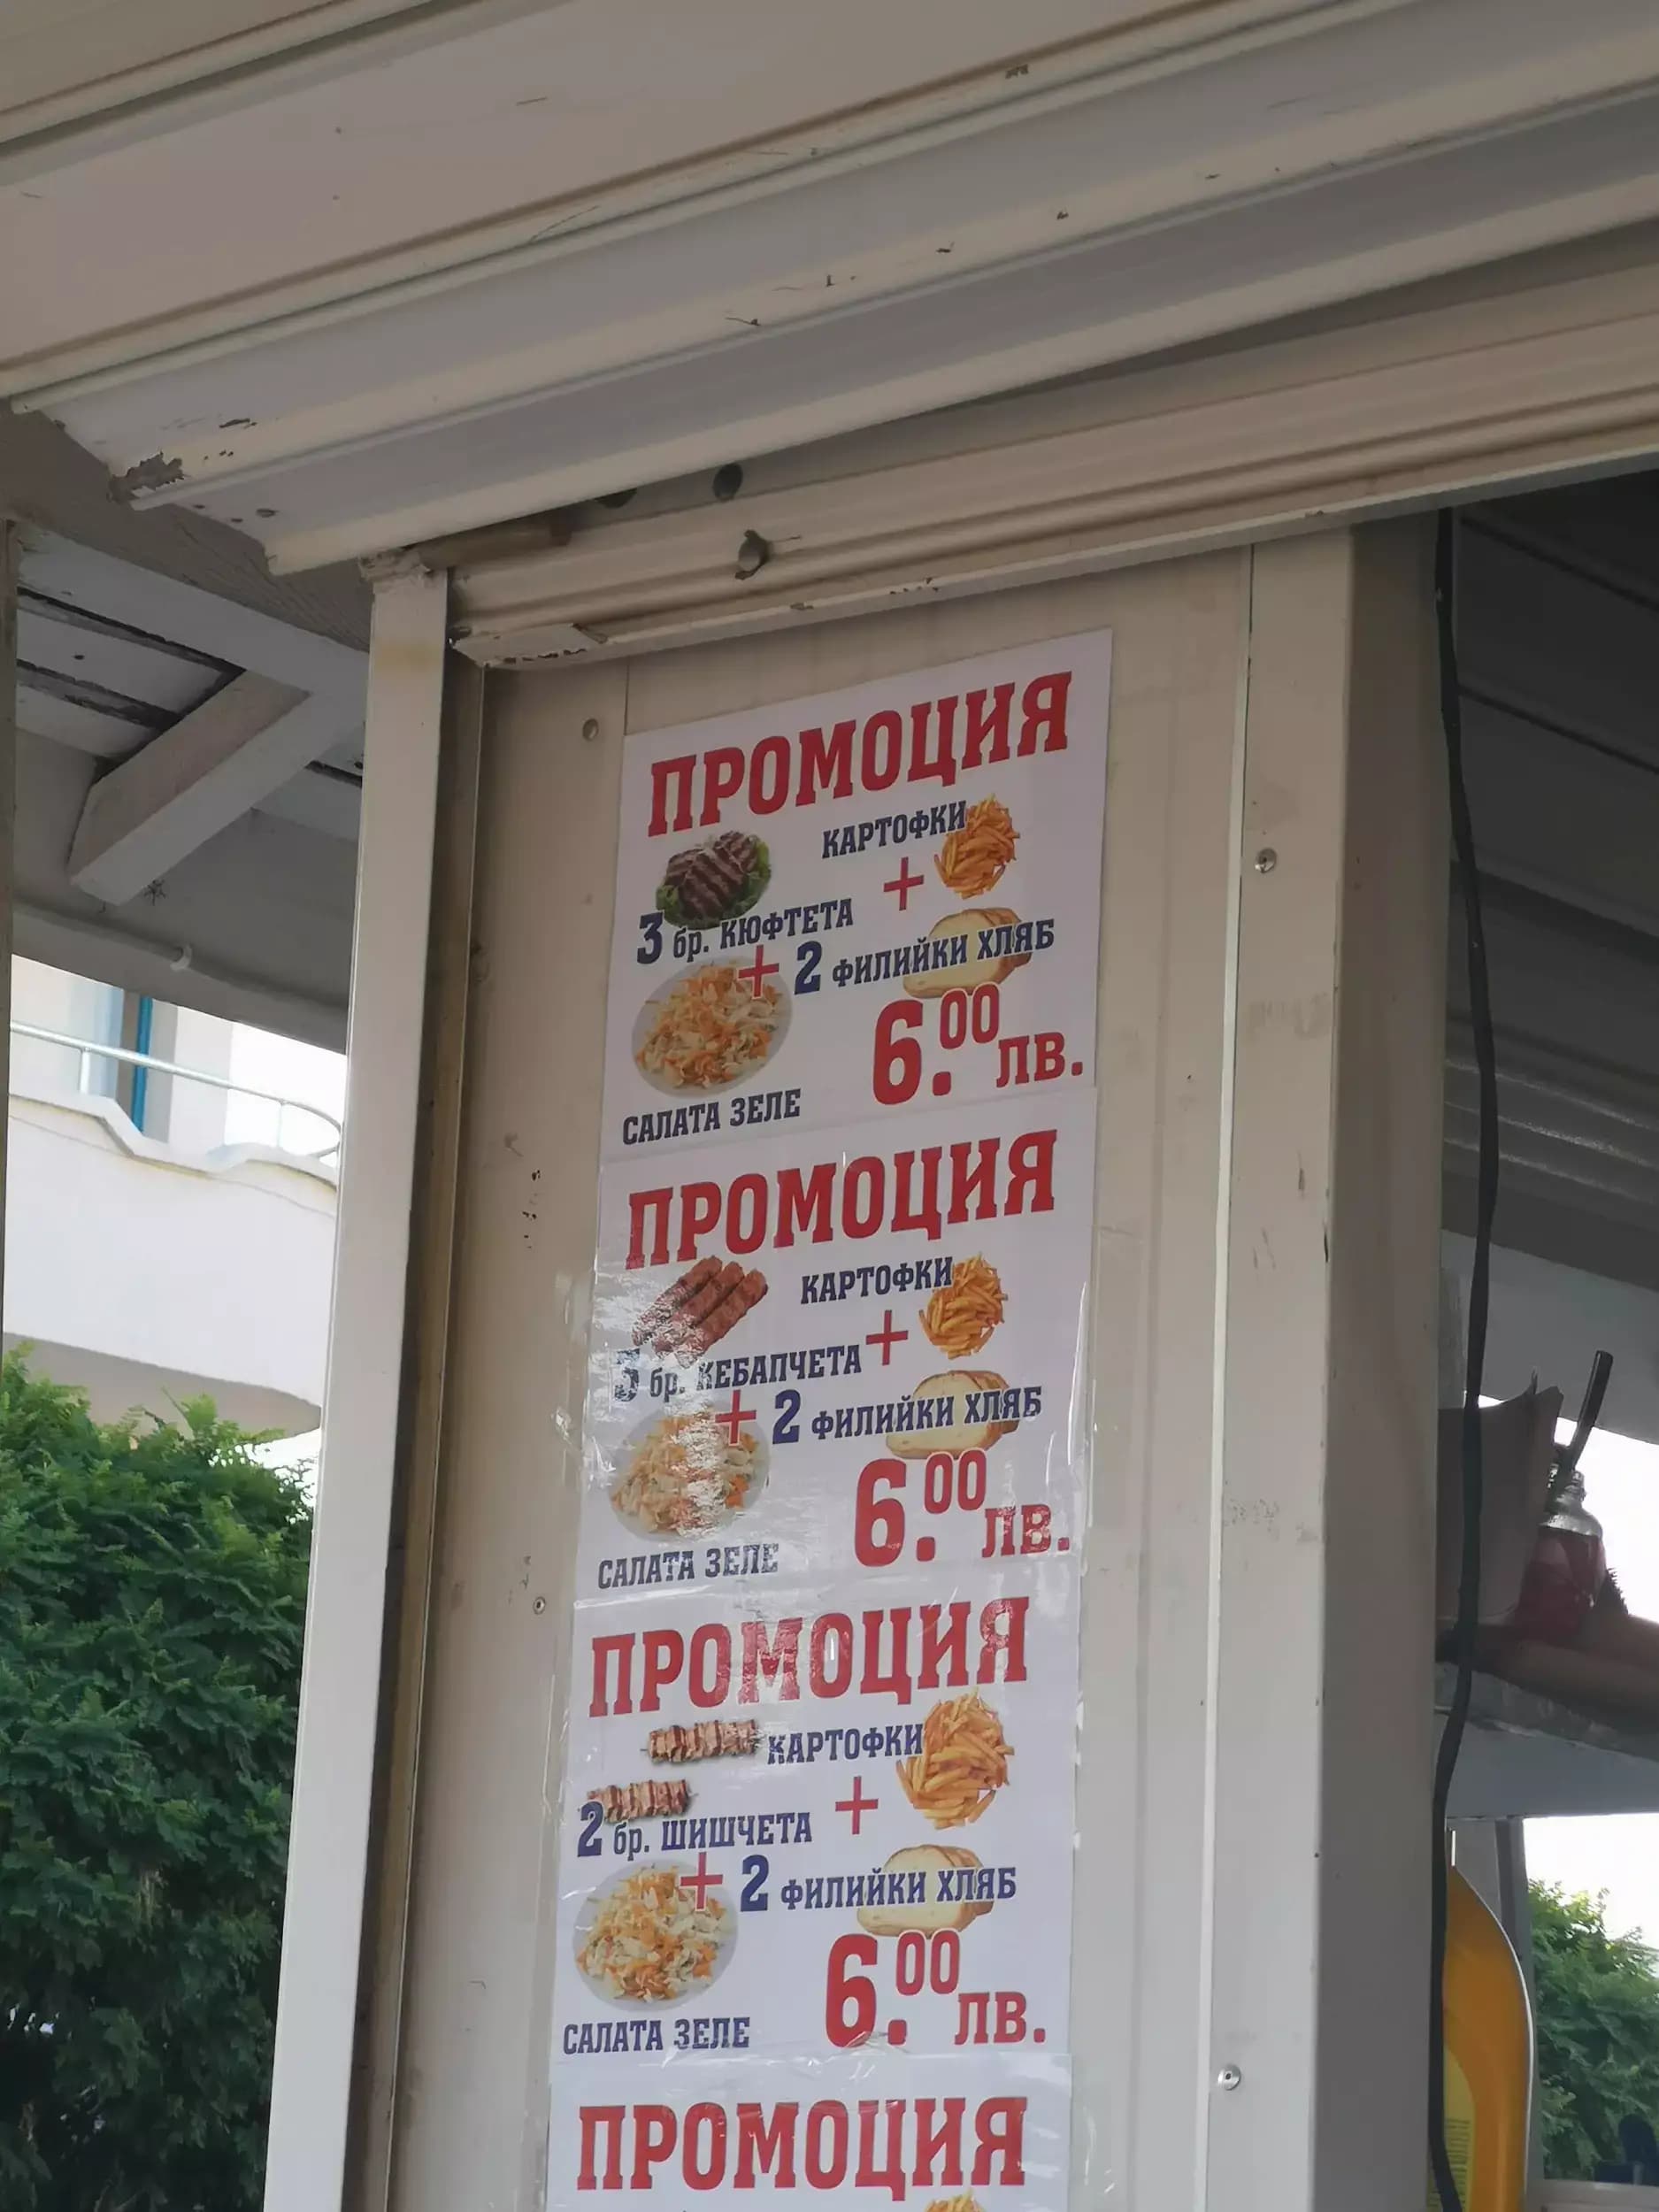 ПРОМОЦИЯ
КАРТОФКИ
+
3 бр. КЮФТЕТА
+ 2 ФИЛИЙКИ ХЛЯБ
6.00 ЛВ.
САЛАТА ЗЕЛЕ
ПРОМОЦИЯ
КАРТОФКИ
+
3 бр. КЕБАПЧЕТА
+ 2 ФИЛИЙКИ ХЛЯБ
6.00 ЛВ.
САЛАТА ЗЕЛЕ
ПРОМОЦИЯ
КАРТОФКИ
+
2 бр. ШИШЧЕТА
+ 2 ФИЛИЙКИ ХЛЯБ
6.00 ЛВ.
САЛАТА ЗЕЛЕ
ПРОМОЦИЯ